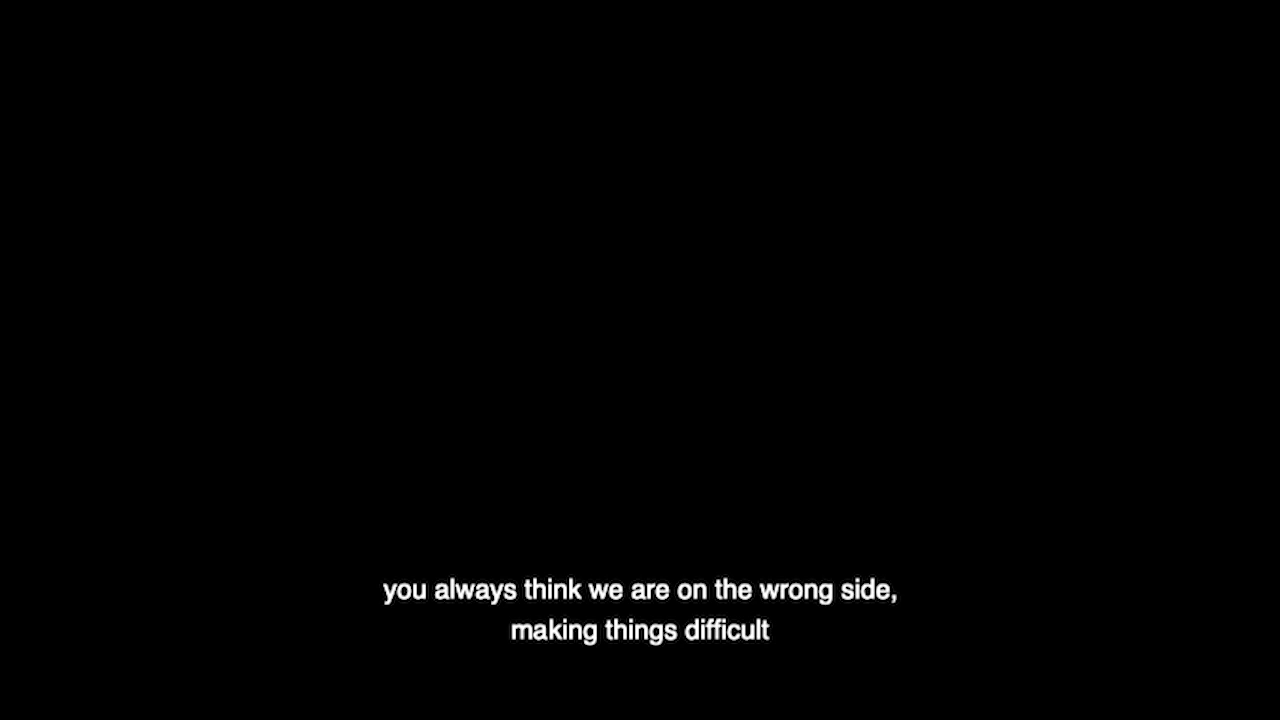 you always think we are on the wrong side,
making things difficult